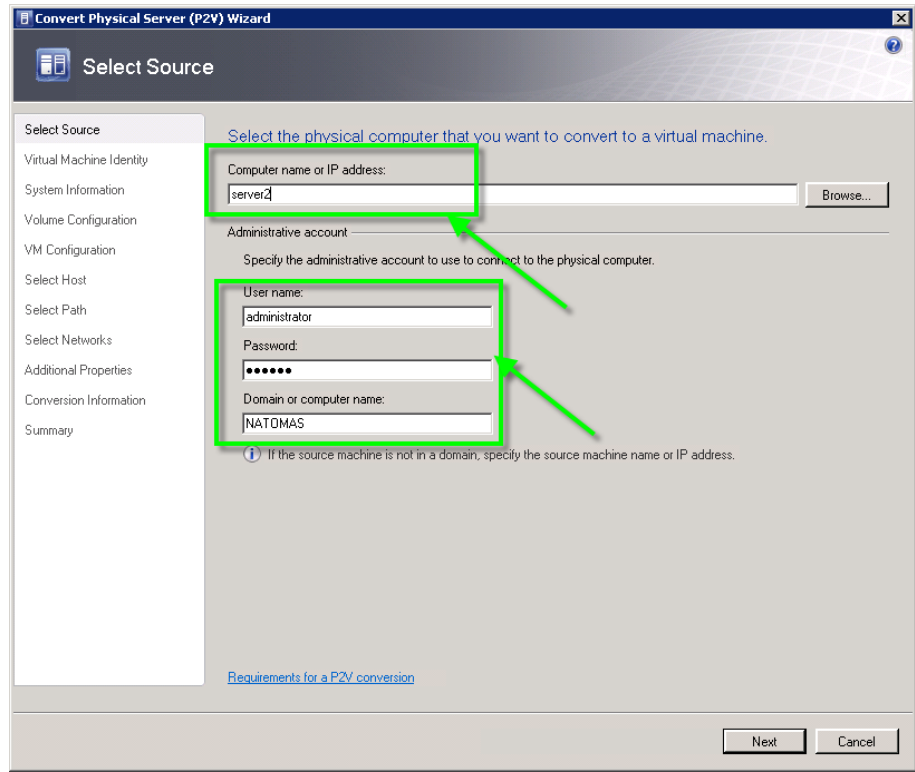 Convert Physical Server (P2V) Wizard
Select Source
Select Source
Virtual Machine Identity
System Information
Volume Configuration
VM Configuration
Select Host
Select Path
Select Networks
Additional Properties
Conversion Information
Summary
Select the physical computer that you want to convert to a virtual machine.
Computer name or IP address:
server2
Browse...
Administrative account
Specify the administrative account to use to connect to the physical computer.
User name:
administrator
Password:
●●●●●●
Domain or computer name:
NATOMAS
If the source machine is not in a domain, specify the source machine name or IP address.
Requirements for a P2V conversion
Next
Cancel